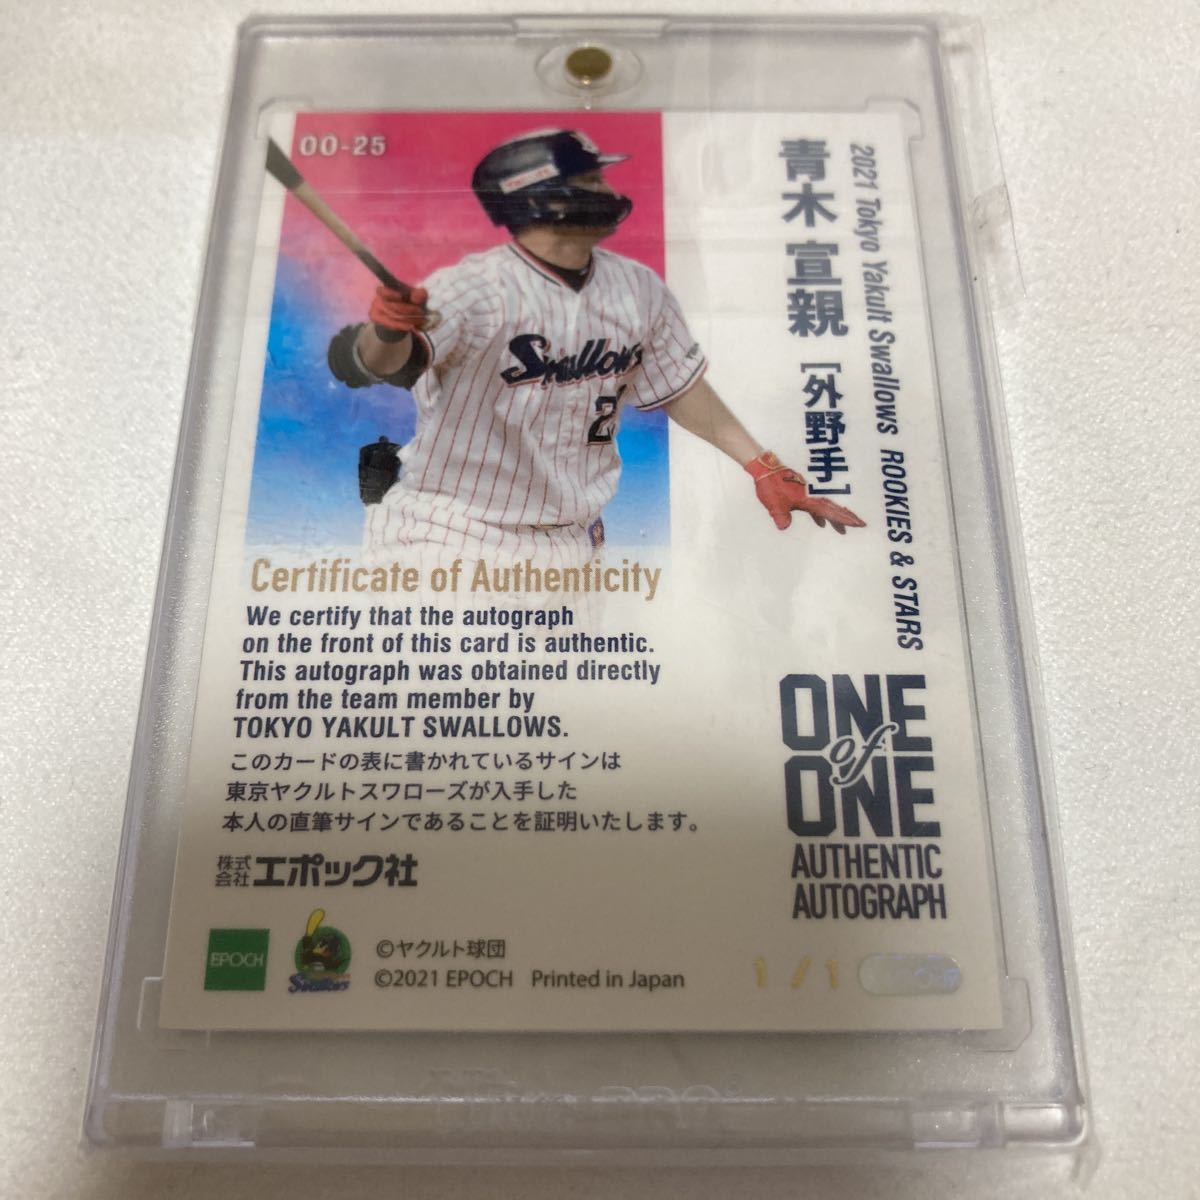 OO-25
青木 宣親 [外野手]
2021 Tokyo Yakult Swallows ROOKIES & STARS
Swallows
2
Certificate of Authenticity
We certify that the autograph
on the front of this card is authentic.
This autograph was obtained directly
from the team member by
TOKYO YAKULT SWALLOWS.
このカードの表に書かれているサインは
東京ヤクルトスワローズが入手した
本人の直筆サインであることを証明いたします。
株式会社 エポック社
ONE
of
ONE
AUTHENTIC
AUTOGRAPH
EPOCH
Swallows
©ヤクルト球団
©2021 EPOCH Printed in Japan
1/1